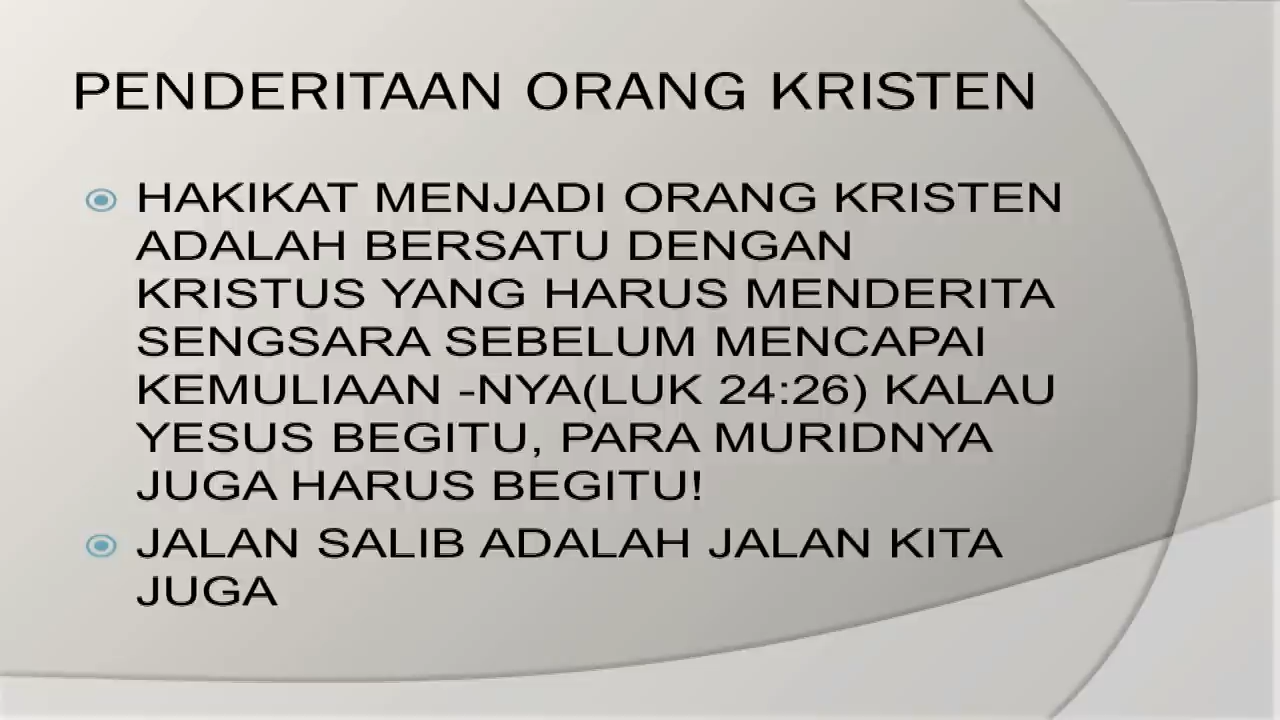 PENDERITAAN ORANG KRISTEN
HAKIKAT MENJADI ORANG KRISTEN
ADALAH BERSATU DENGAN
KRISTUS YANG HARUS MENDERITA
SENGSARA SEBELUM MENCAPAI
KEMULIAAN -NYA(LUK 24:26) KALAU
YESUS BEGITU, PARA MURIDNYA
JUGA HARUS BEGITU!
JALAN SALIB ADALAH JALAN KITA
JUGA